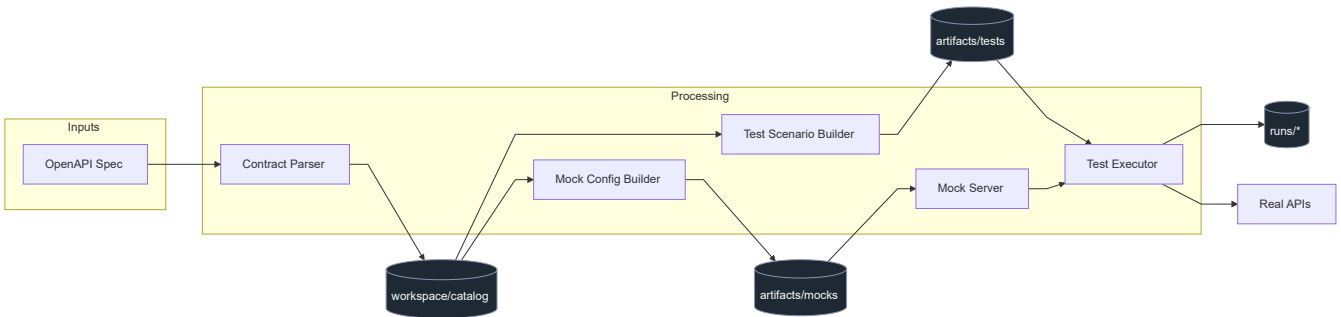 artifacts/tests
Processing
Inputs
Test Scenario Builder
runs/*
OpenAPI Spec
Contract Parser
Mock Config Builder
Test Executor
Mock Server
Real APIs
workspace/catalog
artifacts/mocks